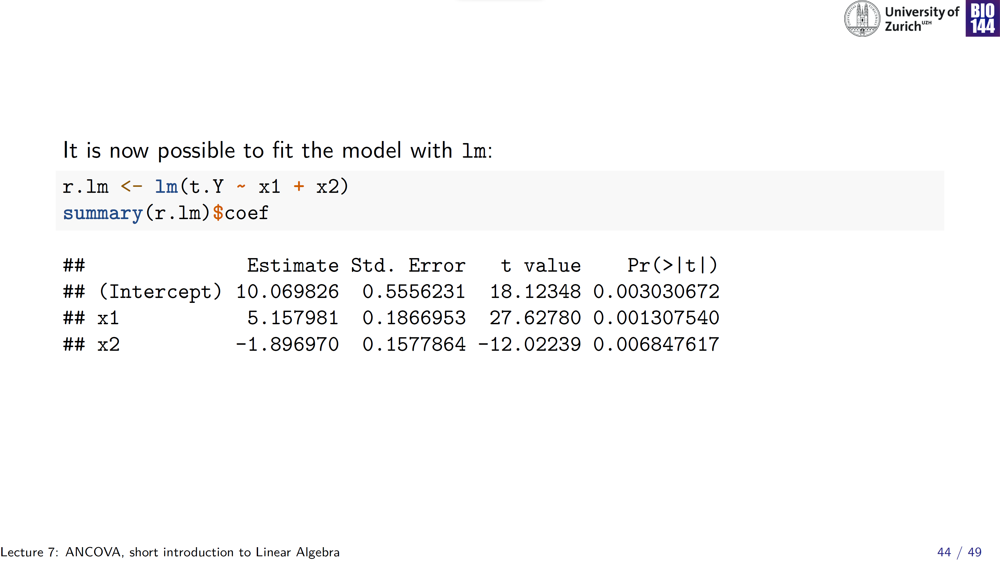 University of
Zurich UZH
BIO
144
It is now possible to fit the model with lm:
r.lm <- lm(t.Y ~ x1 + x2)
summary(r.lm)$coef
## Estimate Std. Error t value Pr(>|t|)
## (Intercept) 10.069826 0.5556231 18.12348 0.003030672
## x1 5.157981 0.1866953 27.62780 0.001307540
## x2 -1.896970 0.1577864 -12.02239 0.006847617
Lecture 7: ANCOVA, short introduction to Linear Algebra
44 / 49